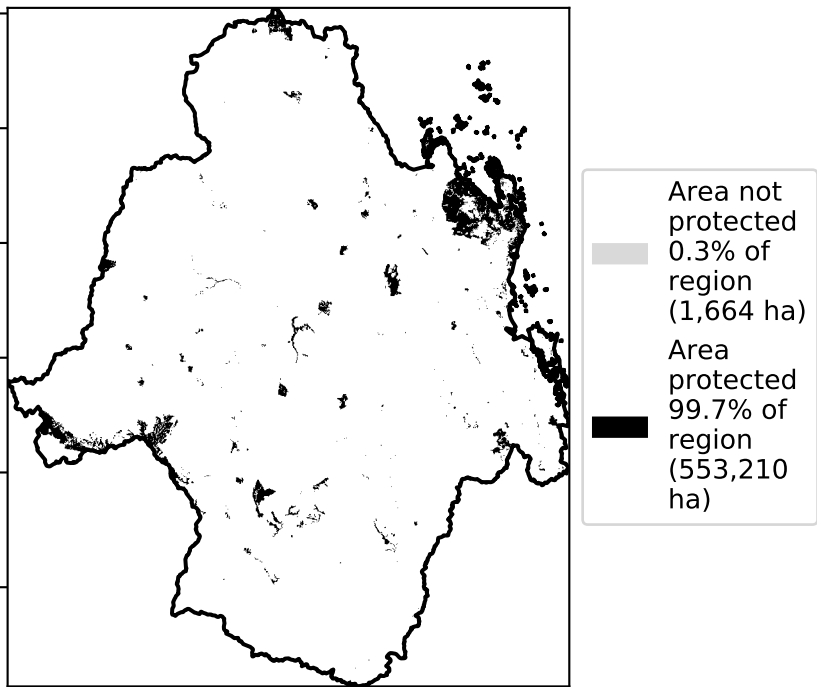 Area not
protected
0.3% of
region
(1,664 ha)
Area
protected
99.7% of
region
(553,210
ha)